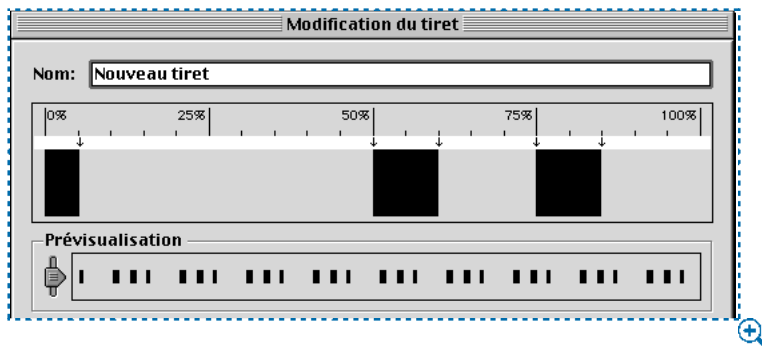 Modification du tiret
Nom: Nouveau tiret
0% 25% 50% 75% 100%
Prévisualisation